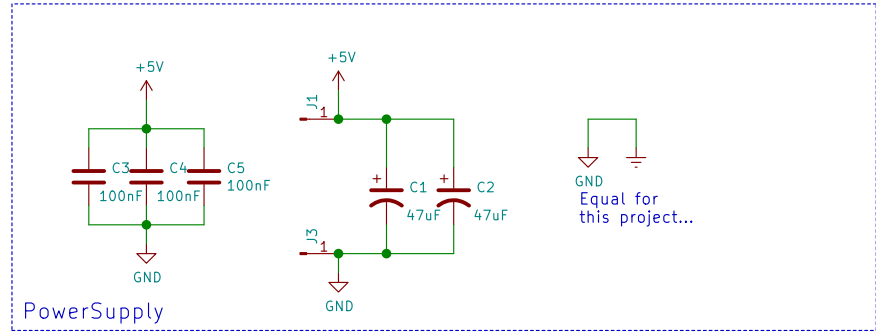 +5V
C3
C4
C5
100nF
100nF
100nF
GND
+5V
J1
1
+
C1
47uF
+
C2
47uF
J3
1
GND
GND
Equal for
this project...
PowerSupply